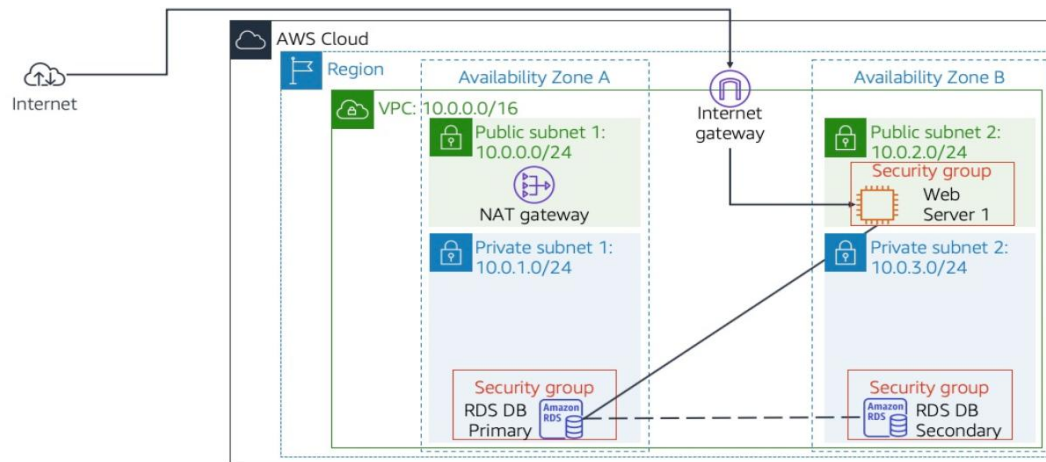 AWS Cloud
Region
Availability Zone A
Availability Zone B
Internet
VPC: 10.0.0.0/16
Internet
gateway
Public subnet 1:
10.0.0.0/24
Public subnet 2:
10.0.2.0/24
Security group
NAT gateway
Web
Server 1
Private subnet 1:
10.0.1.0/24
Private subnet 2:
10.0.3.0/24
Security group
RDS DB
Primary
Amazon
RDS
Security group
Amazon
RDS
RDS DB
Secondary